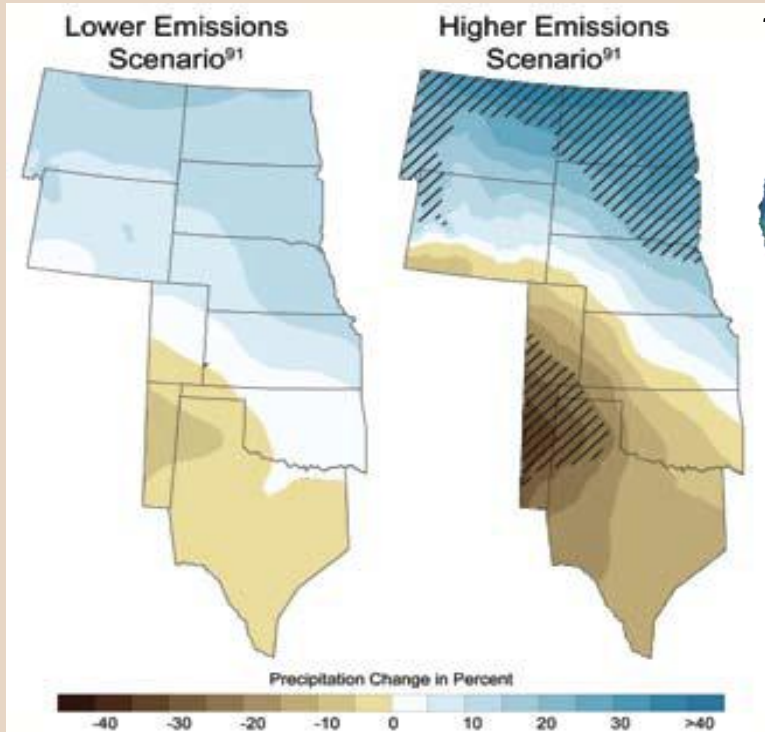 Lower Emissions
Scenario91
Higher Emissions
Scenario91
Precipitation Change in Percent
-40 -30 -20 -10 0 10 20 30 >40